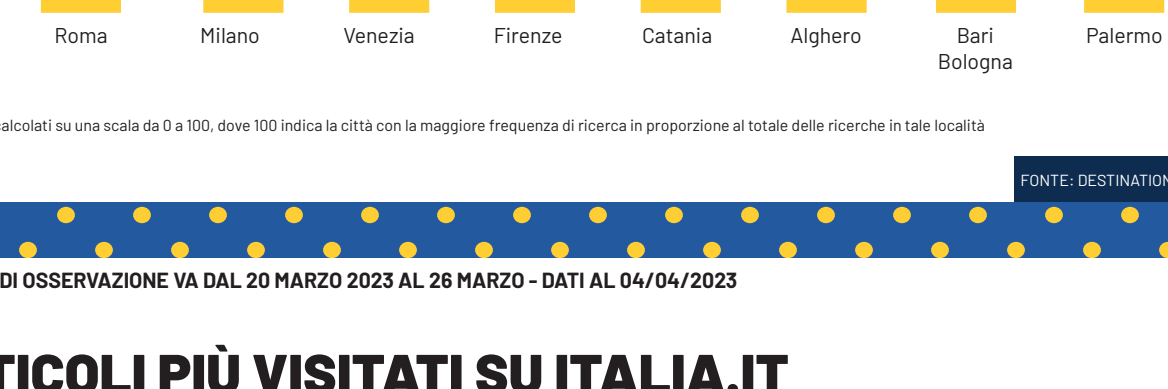 Roma Milano Venezia Firenze Catania Alghero Bari Palermo
Bologna
calcolati su una scala da 0 a 100, dove 100 indica la città con la maggiore frequenza di ricerca in proporzione al totale delle ricerche in tale località
FONTE: DESTINATION
DI OSSERVAZIONE VA DAL 20 MARZO 2023 AL 26 MARZO - DATI AL 04/04/2023
TICOLI PIÙ VISITATI SU ITALIA.IT